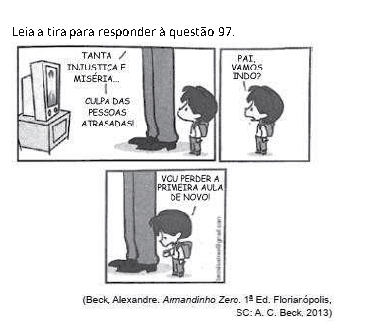 Leia a tira para responder à questão 97.
TANTA
INJUSTIÇA E
MISÉRIA...
CULPA DAS
PESSOAS
ATRASADAS!
PAI,
VAMOS
INDO?
VOU PERDER A
PRIMEIRA AULA
DE NOVO!
(Beck, Alexandre. Armandinho Zero. 1ª Ed. Florianópolis,
SC: A. C. Beck. 2013)